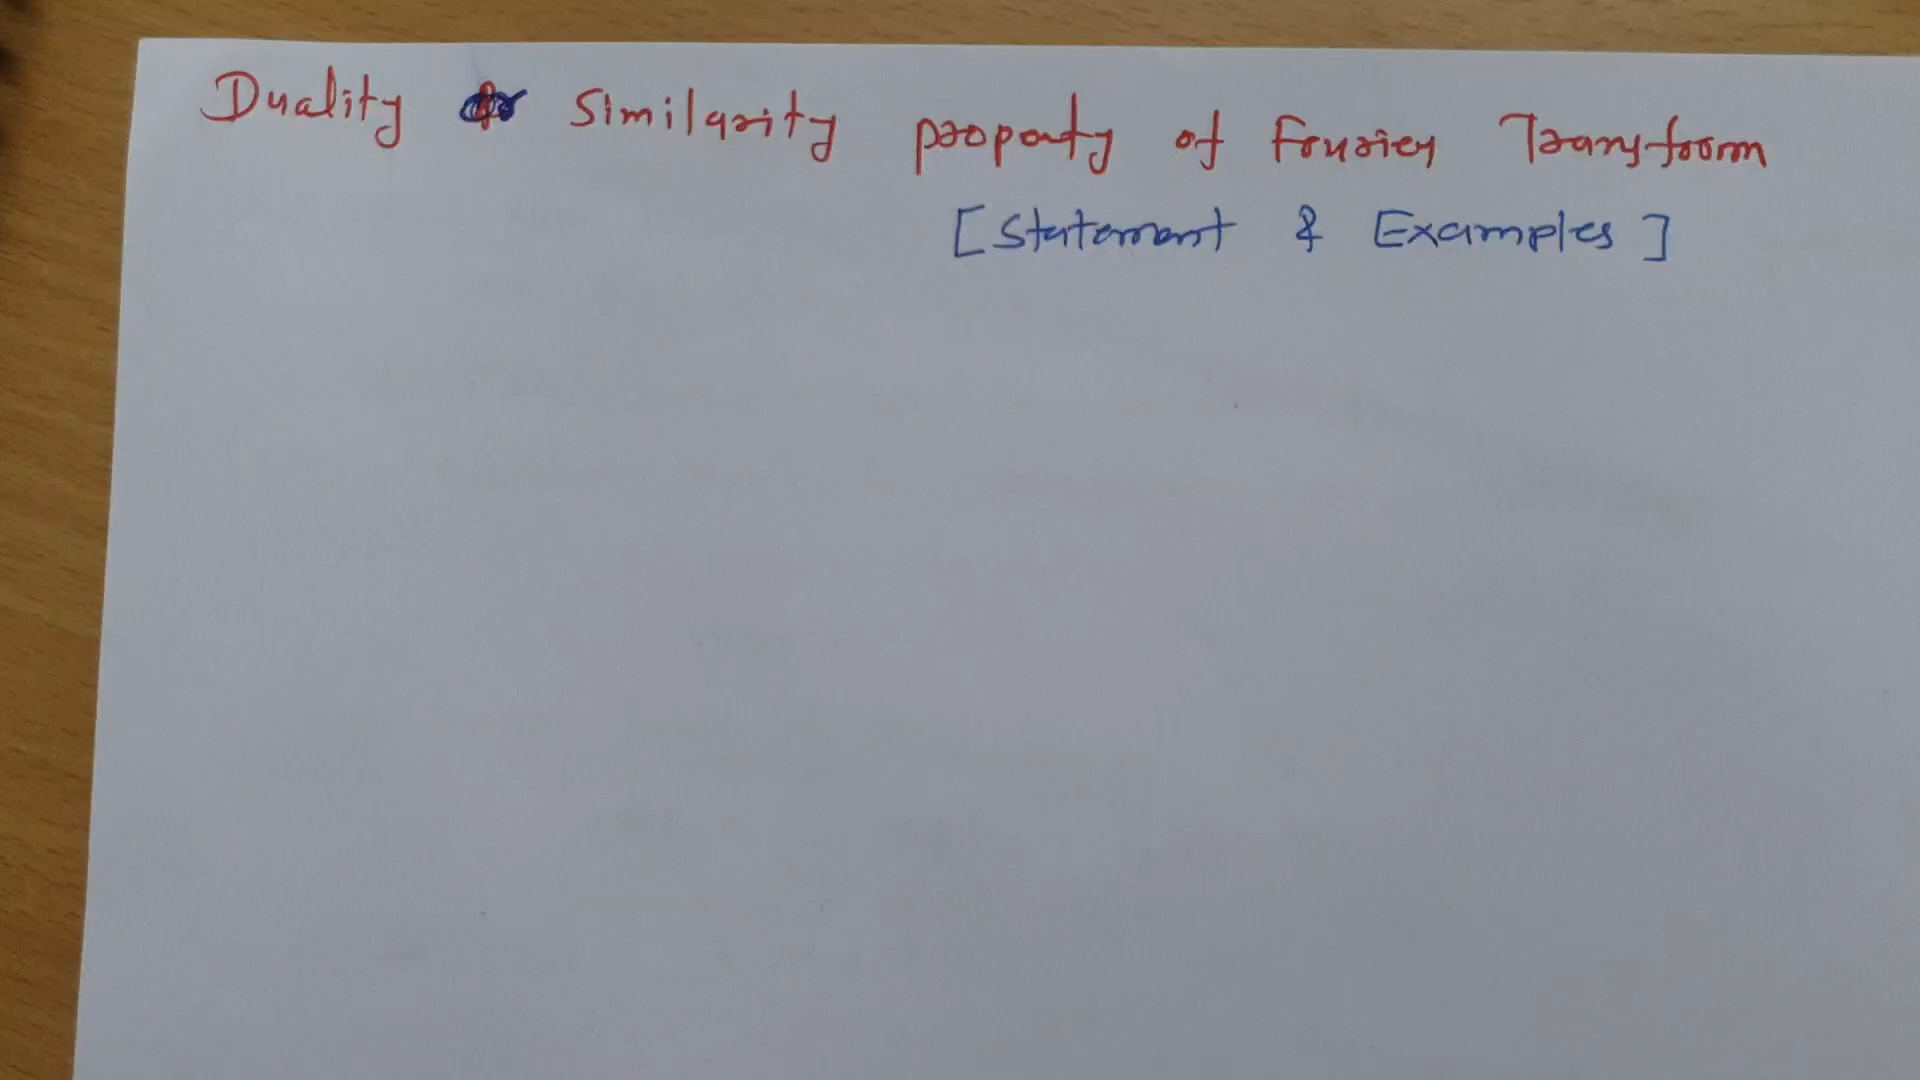 Duality or Similarity property of Fourier Transform
[Statement & Examples]